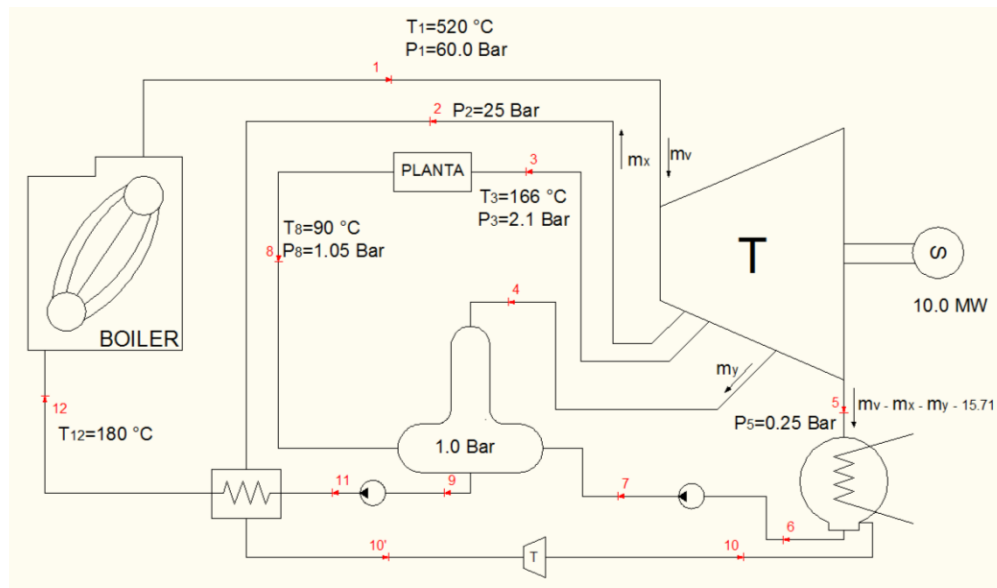 T1=520 °C
P1=60.0 Bar
1
2
P2=25 Bar
mx
mv
PLANTA
3
T3=166 °C
P3=2.1 Bar
T8=90 °C
P8=1.05 Bar
8
T
S
10.0 MW
4
BOILER
my
12
T12=180 °C
1.0 Bar
5
mv - mx - my - 15.71
P5=0.25 Bar
11
9
7
6
10'
T
10